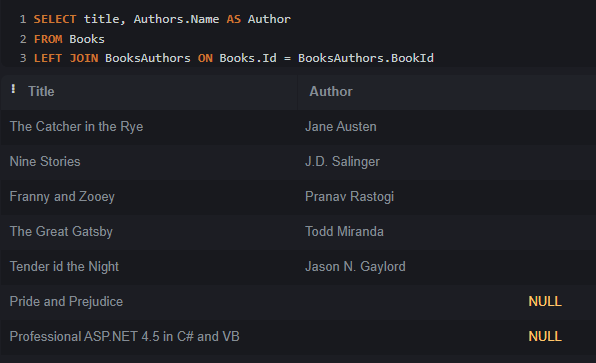 1 SELECT title, Authors.Name AS Author
2 FROM Books
3 LEFT JOIN BooksAuthors ON Books.Id = BooksAuthors.BookId
Title Author
The Catcher in the Rye Jane Austen
Nine Stories J.D. Salinger
Franny and Zooey Pranav Rastogi
The Great Gatsby Todd Miranda
Tender id the Night Jason N. Gaylord
Pride and Prejudice NULL
Professional ASP.NET 4.5 in C# and VB NULL